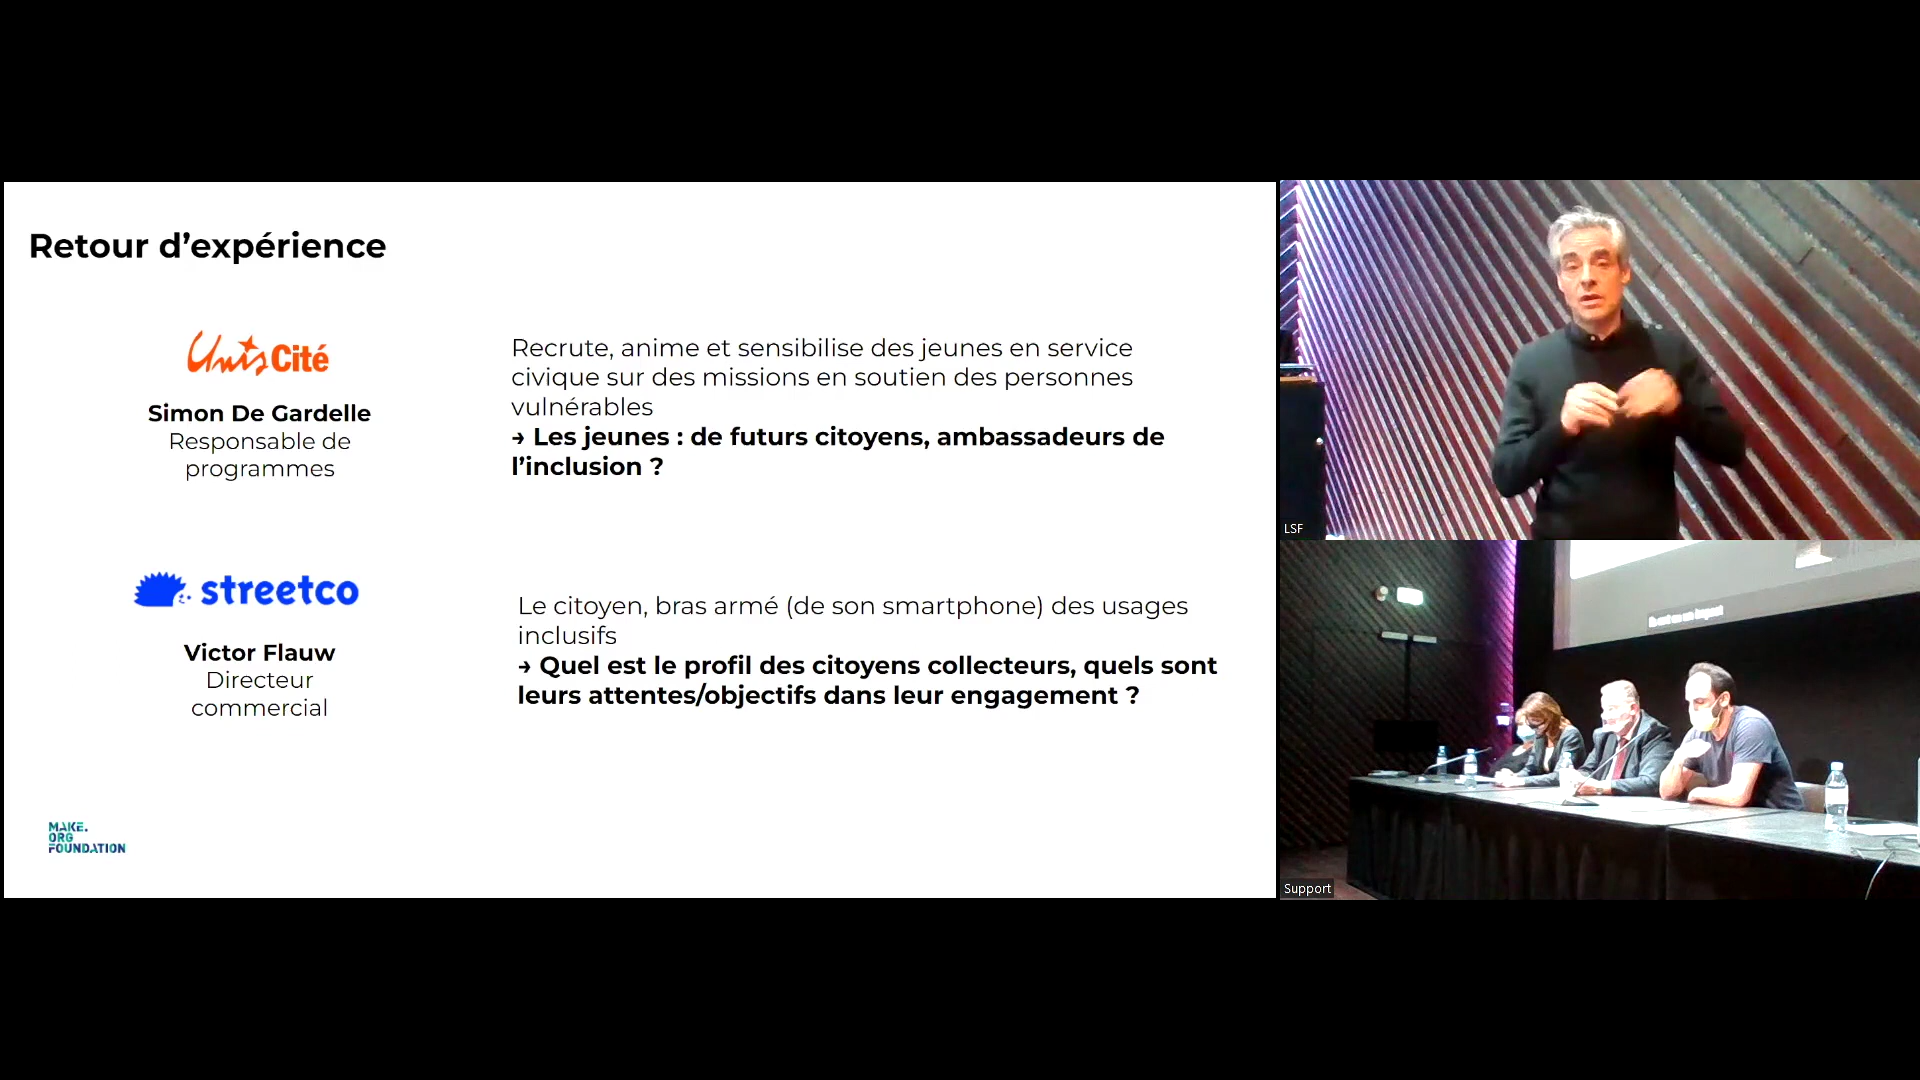 Retour d’expérience
Unis Cité
Simon De Gardelle
Responsable de
programmes
Recrute, anime et sensibilise des jeunes en service
civique sur des missions en soutien des personnes
vulnérables
→ Les jeunes : de futurs citoyens, ambassadeurs de
l’inclusion ?
streetco
Victor Flauw
Directeur
commercial
Le citoyen, bras armé (de son smartphone) des usages
inclusifs
→ Quel est le profil des citoyens collecteurs, quels sont
leurs attentes/objectifs dans leur engagement ?
MAKE.
ORG
FOUNDATION
LSF
Support